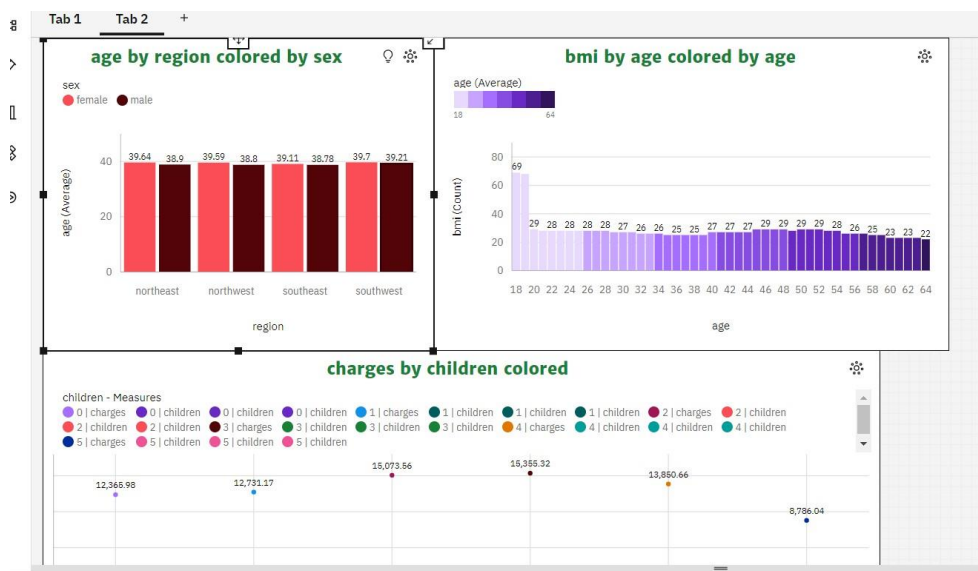 Tab 1 Tab 2 +
age by region colored by sex
sex
female male
age (Average)
40
20
0
39.64 38.9 39.59 38.8 39.11 38.78 39.7 39.21
northeast northwest southeast southwest
region
bmi by age colored by age
age (Average)
18 64
bmi (Count)
80
60
40
20
0
69 29 28 28 28 28 27 26 26 25 25 27 27 27 29 29 29 29 28 26 25 23 23 22
18 20 22 24 26 28 30 32 34 36 38 40 42 44 46 48 50 52 54 56 58 60 62 64
age
charges by children colored
children - Measures
0 | charges 0 | children 0 | children 0 | children 1 | charges 1 | children 1 | children 1 | children 2 | charges 2 | children
2 | children 2 | children 3 | charges 3 | children 3 | children 3 | children 4 | charges 4 | children 4 | children 4 | children
5 | charges 5 | children 5 | children 5 | children
12,365.98 12,731.17 15,073.56 15,355.32 13,850.66 8,786.04